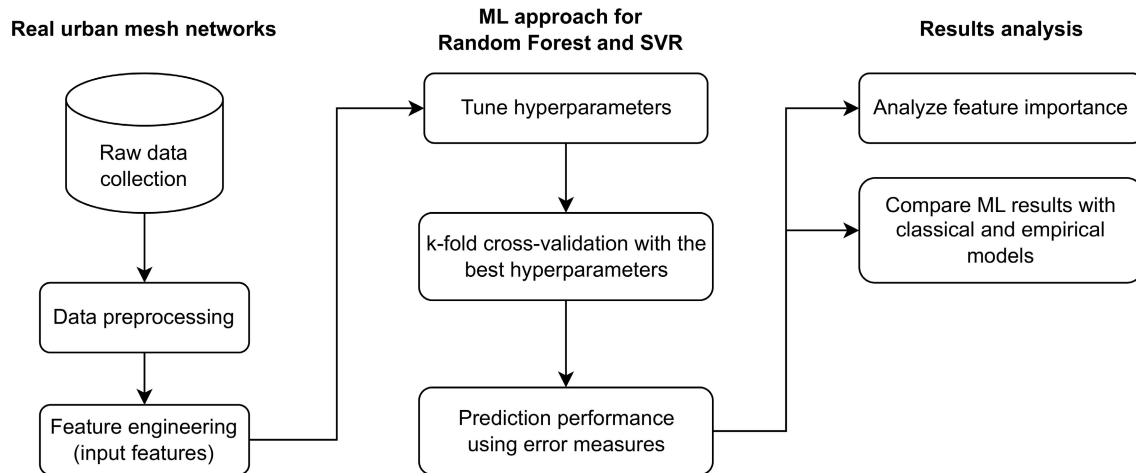 Real urban mesh networks
Raw data
collection
Data preprocessing
Feature engineering
(input features)
ML approach for
Random Forest and SVR
Tune hyperparameters
k-fold cross-validation with the
best hyperparameters
Prediction performance
using error measures
Results analysis
Analyze feature importance
Compare ML results with
classical and empirical
models